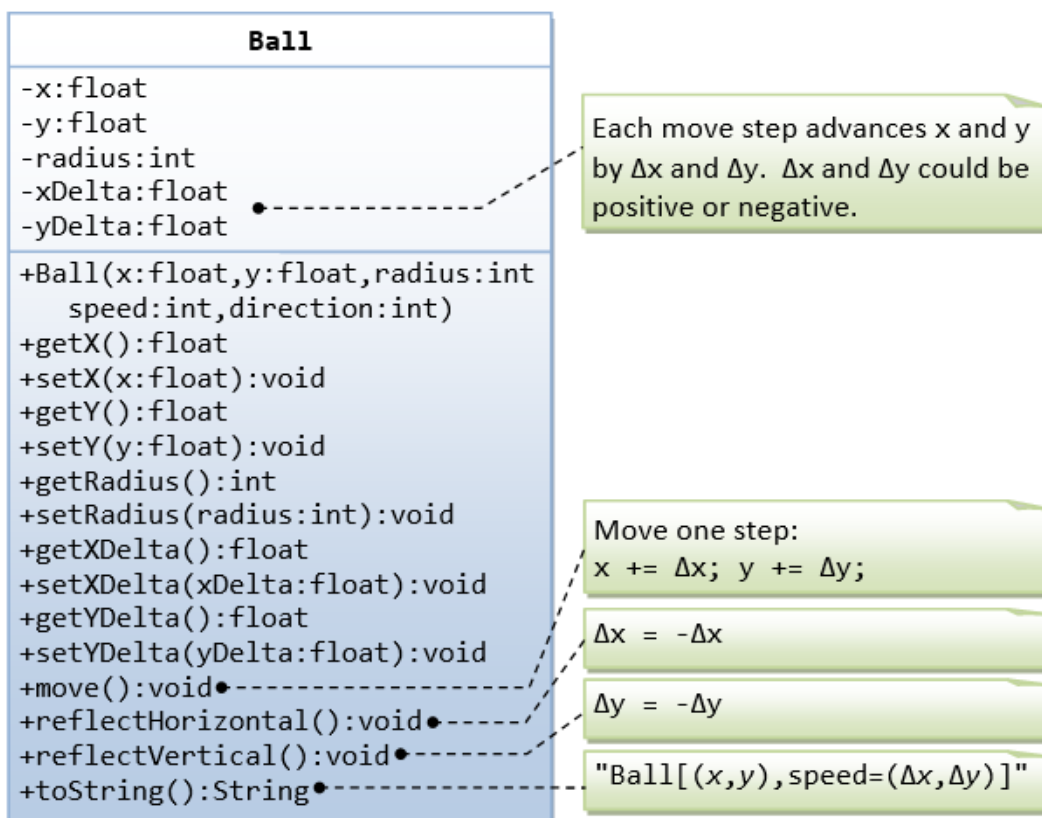 Ball
-x:float
-y:float
-radius:int
-xDelta:float
-yDelta:float
Each move step advances x and y
by Δx and Δy.  Δx and Δy could be
positive or negative.
+Ball(x:float,y:float,radius:int
speed:int,direction:int)
+getX():float
+setX(x:float):void
+getY():float
+setY(y:float):void
+getRadius():int
+setRadius(radius:int):void
+getXDelta():float
+setXDelta(xDelta:float):void
+getYDelta():float
+setYDelta(yDelta:float):void
+move():void
+reflectHorizontal():void
+reflectVertical():void
+toString():String
Move one step:
x += Δx; y += Δy;
Δx = -Δx
Δy = -Δy
"Ball[(x,y),speed=(Δx,Δy)]"